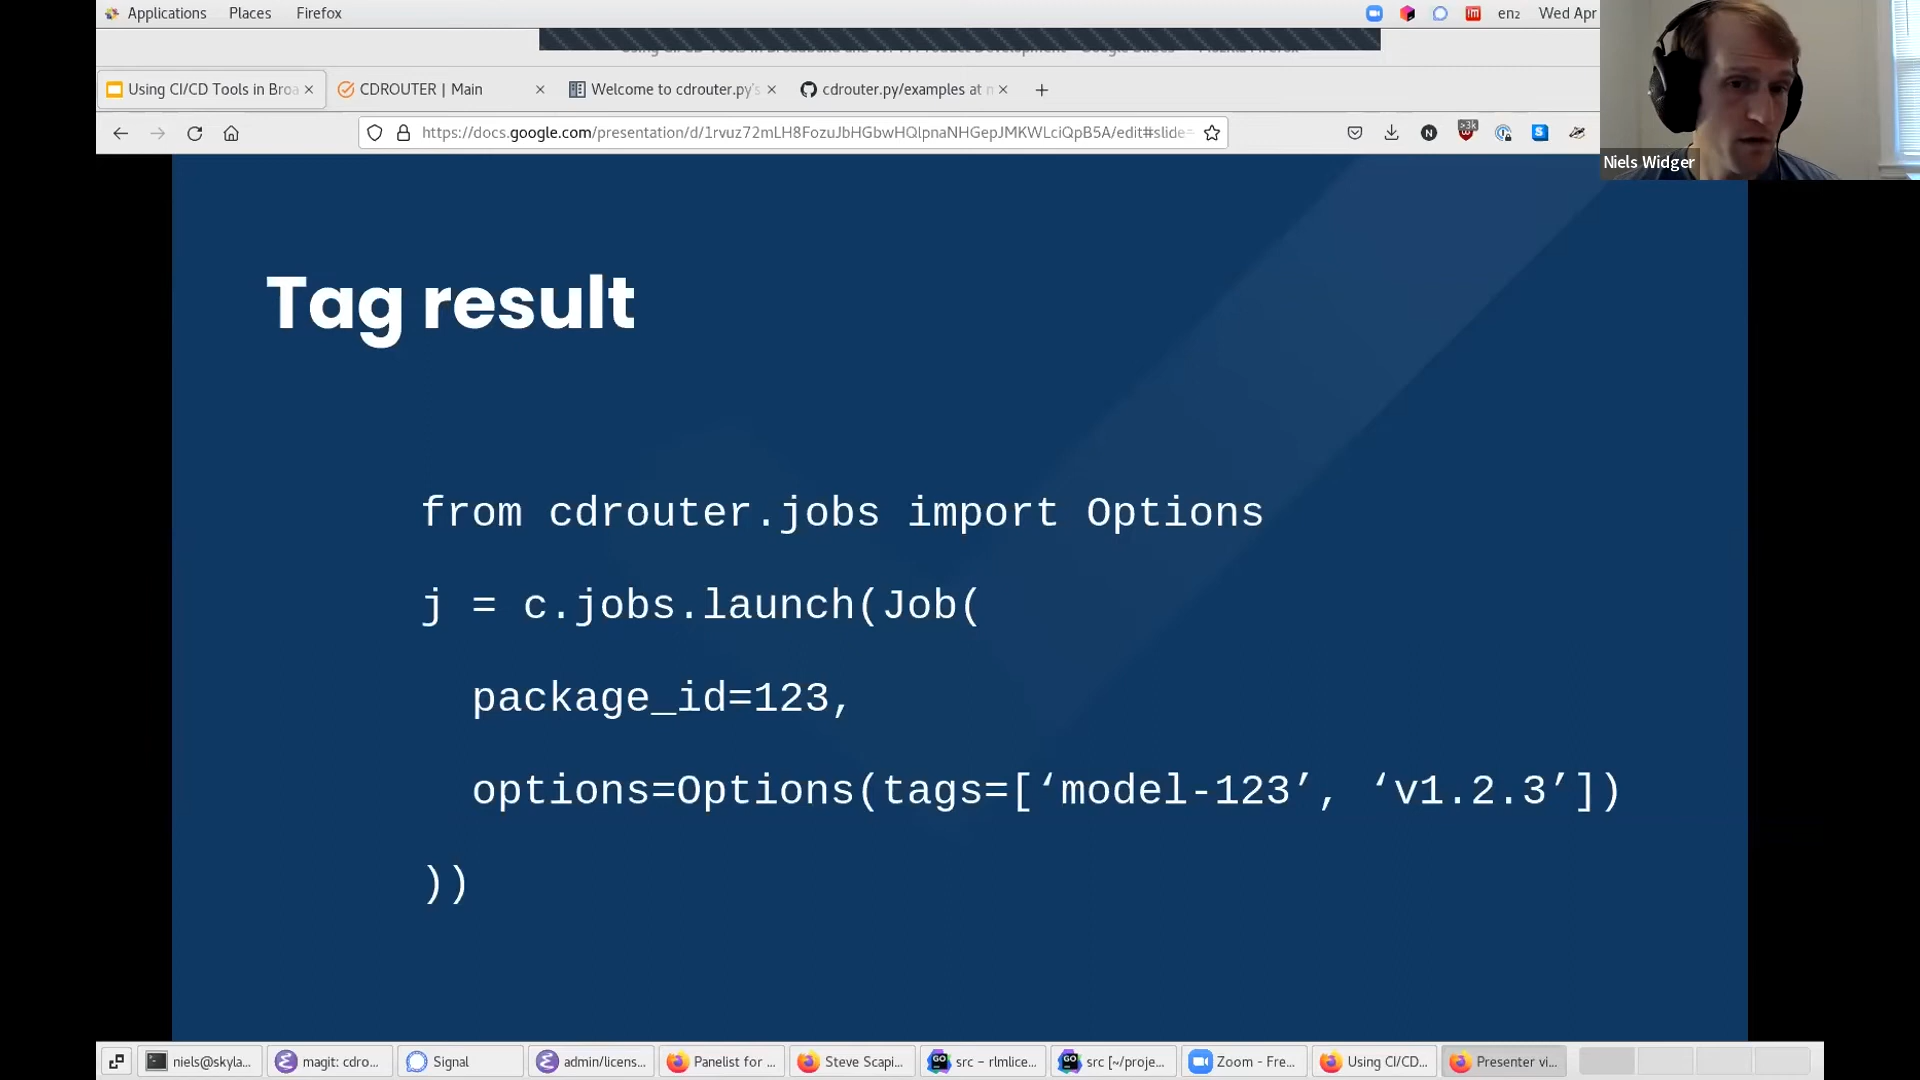 Applications Places Firefox en₂ Wed Apr
Using CI/CD Tools in Broa CDROUTER | Main Welcome to cdrouter.py's cdrouter.py/examples at m
https://docs.google.com/presentation/d/1rvuz72mLH8FozuJbHGbwHQlpnaNHGepJMKWLciQpB5A/edit#slide=
>3k
Niels Widger
Tag result
from cdrouter.jobs import Options
j = c.jobs.launch(Job(
package_id=123,
options=Options(tags=[‘model-123’, ‘v1.2.3’])
))
niels@skyla... magit: cdro... Signal admin/licens... Panelist for ... Steve Scapi... src – rlmlice... src [~/proje... Zoom - Fre... Using CI/CD... Presenter vi...